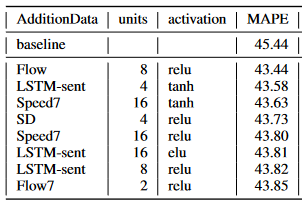 AdditionData units activation MAPE
baseline 45.44
Flow 8 relu 43.44
LSTM-sent 4 tanh 43.58
Speed7 16 tanh 43.63
SD 4 relu 43.73
Speed7 16 relu 43.80
LSTM-sent 16 elu 43.81
LSTM-sent 8 relu 43.82
Flow7 2 relu 43.85